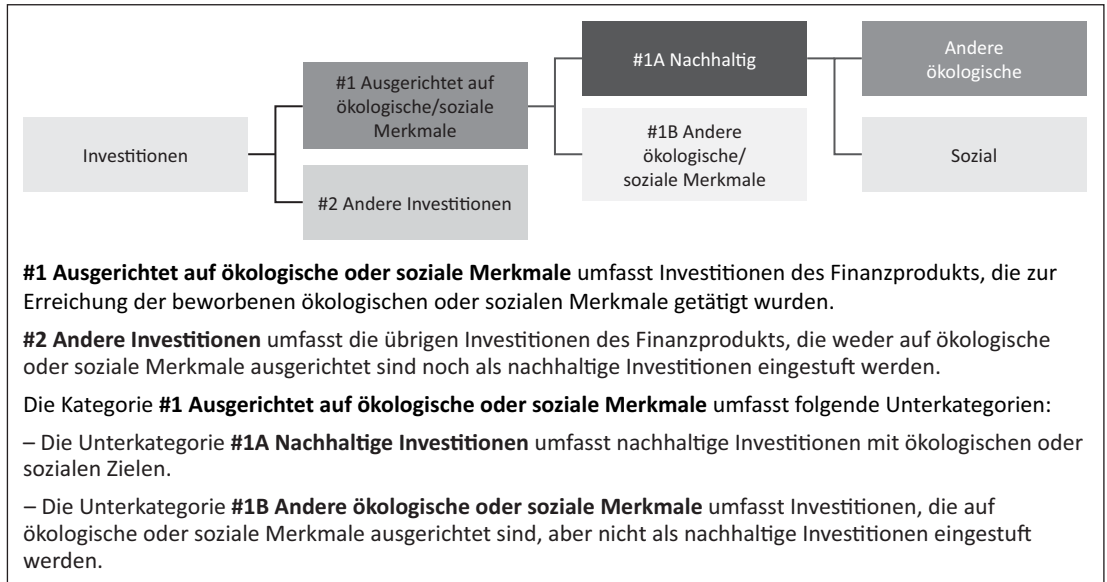 Investitionen
#1 Ausgerichtet auf
ökologische/soziale
Merkmale
#2 Andere Investitionen
#1A Nachhaltig
#1B Andere
ökologische/
soziale Merkmale
Andere
ökologische
Sozial
#1 Ausgerichtet auf ökologische oder soziale Merkmale umfasst Investitionen des Finanzprodukts, die zur
Erreichung der beworbenen ökologischen oder sozialen Merkmale getätigt wurden.
#2 Andere Investitionen umfasst die übrigen Investitionen des Finanzprodukts, die weder auf ökologische
oder soziale Merkmale ausgerichtet sind noch als nachhaltige Investitionen eingestuft werden.
Die Kategorie #1 Ausgerichtet auf ökologische oder soziale Merkmale umfasst folgende Unterkategorien:
– Die Unterkategorie #1A Nachhaltige Investitionen umfasst nachhaltige Investitionen mit ökologischen oder
sozialen Zielen.
– Die Unterkategorie #1B Andere ökologische oder soziale Merkmale umfasst Investitionen, die auf
ökologische oder soziale Merkmale ausgerichtet sind, aber nicht als nachhaltige Investitionen eingestuft
werden.